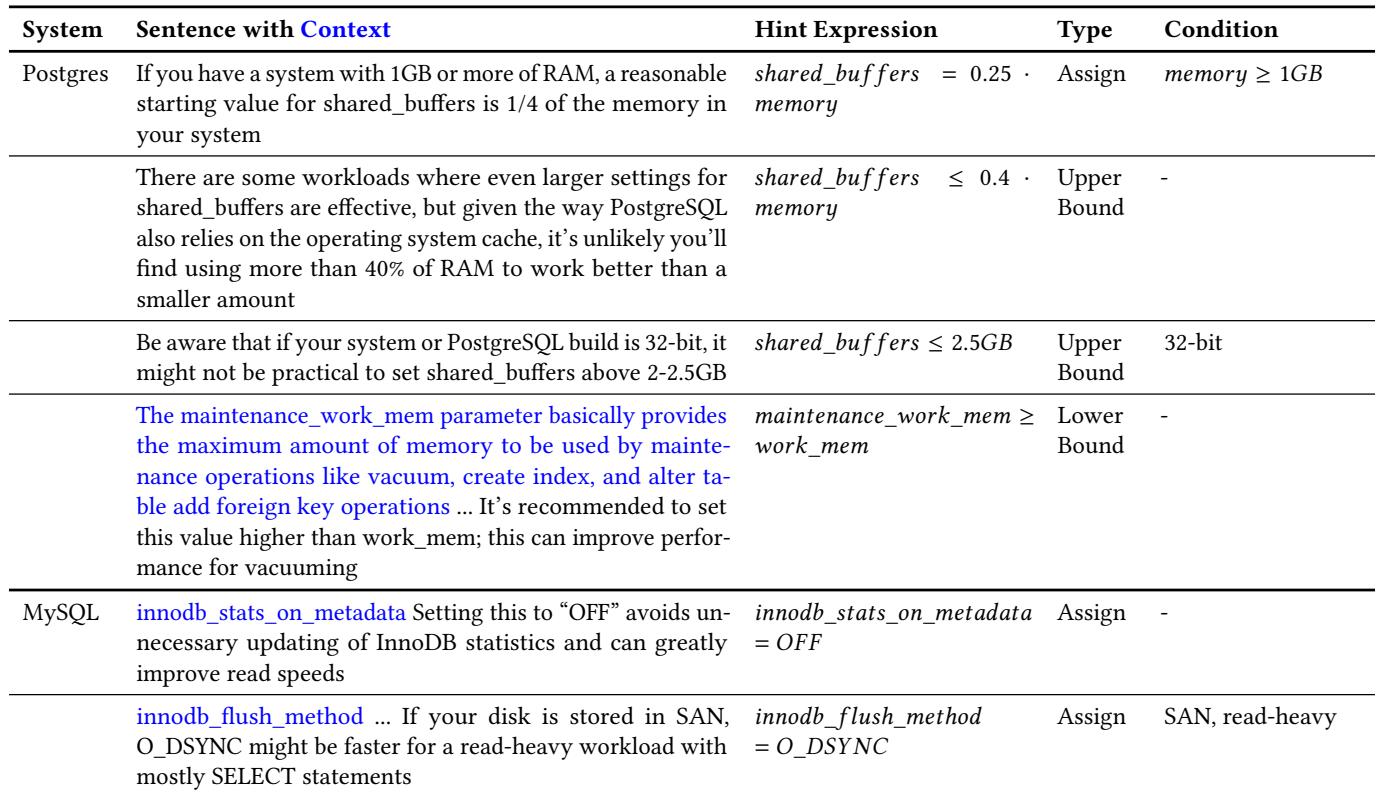 System Sentence with Context Hint Expression Type Condition
Postgres If you have a system with 1GB or more of RAM, a reasonable shared_buffers = 0.25 · Assign memory ≥ 1GB
starting value for shared_buffers is 1/4 of the memory in memory
your system
There are some workloads where even larger settings for shared_buffers ≤ 0.4 · Upper -
shared_buffers are effective, but given the way PostgreSQL memory Bound
also relies on the operating system cache, it's unlikely you'll
find using more than 40% of RAM to work better than a
smaller amount
Be aware that if your system or PostgreSQL build is 32-bit, it shared_buffers ≤ 2.5GB Upper 32-bit
might not be practical to set shared_buffers above 2-2.5GB Bound
The maintenance_work_mem parameter basically provides maintenance_work_mem ≥ Lower -
the maximum amount of memory to be used by mainte- work_mem Bound
nance operations like vacuum, create index, and alter ta-
ble add foreign key operations ... It's recommended to set
this value higher than work_mem; this can improve perfor-
mance for vacuuming
MySQL innodb_stats_on_metadata Setting this to “OFF” avoids un- innodb_stats_on_metadata Assign -
necessary updating of InnoDB statistics and can greatly = OFF
improve read speeds
innodb_flush_method ... If your disk is stored in SAN, innodb_flush_method Assign SAN, read-heavy
O_DSYNC might be faster for a read-heavy workload with = O_DSYNC
mostly SELECT statements